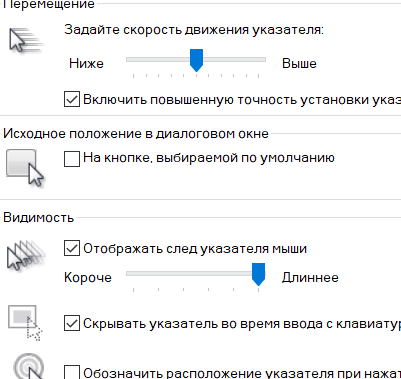 Перемещение
Задайте скорость движения указателя:
Ниже Выше
Включить повышенную точность установки
Исходное положение в диалоговом окне
На кнопке, выбираемой по умолчанию
Видимость
Отображать след указателя мыши
Короче Длиннее
Скрывать указатель во время ввода с
Обозначить расположение указателя при